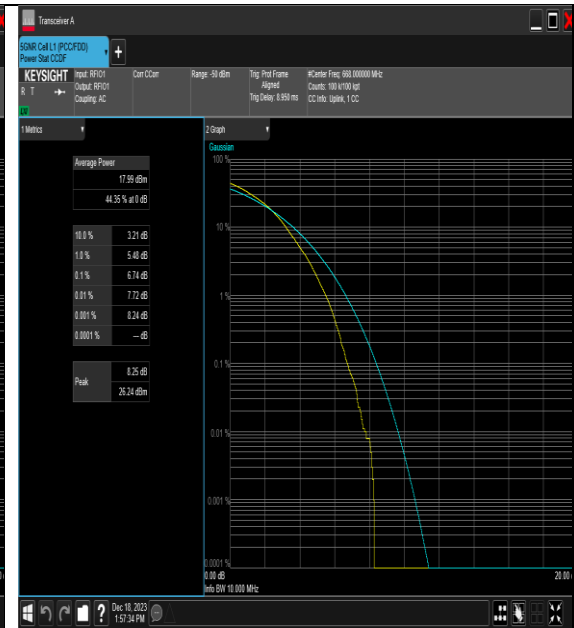 Transceiver A
5GNR Cell L1 (PCC/FDD)
Power Stat CCDF
+
KEYSIGHT
R T
Input: RFIO1
Output: RFIO1
Coupling: AC
Corr CCorr
Range: -50 dBm
Trig: Prot Frame
Aligned
Trig Delay: 8.950 ms
#Center Freq: 668.000000 MHz
Counts: 100 k/100 kpt
CC Info: Uplink, 1 CC
1 Metrics
Average Power
17.99 dBm
44.35 % at 0 dB
10.0 % 3.21 dB
1.0 % 5.48 dB
0.1 % 6.74 dB
0.01 % 7.72 dB
0.001 % 8.24 dB
0.0001 % --- dB
Peak
8.25 dB
26.24 dBm
2 Graph
Gaussian
100 %
10 %
1 %
0.1 %
0.01 %
0.001 %
0.0001 %
0.00 dB
20.00
Info BW 10.000 MHz
Dec 18, 2023
1:57:34 PM